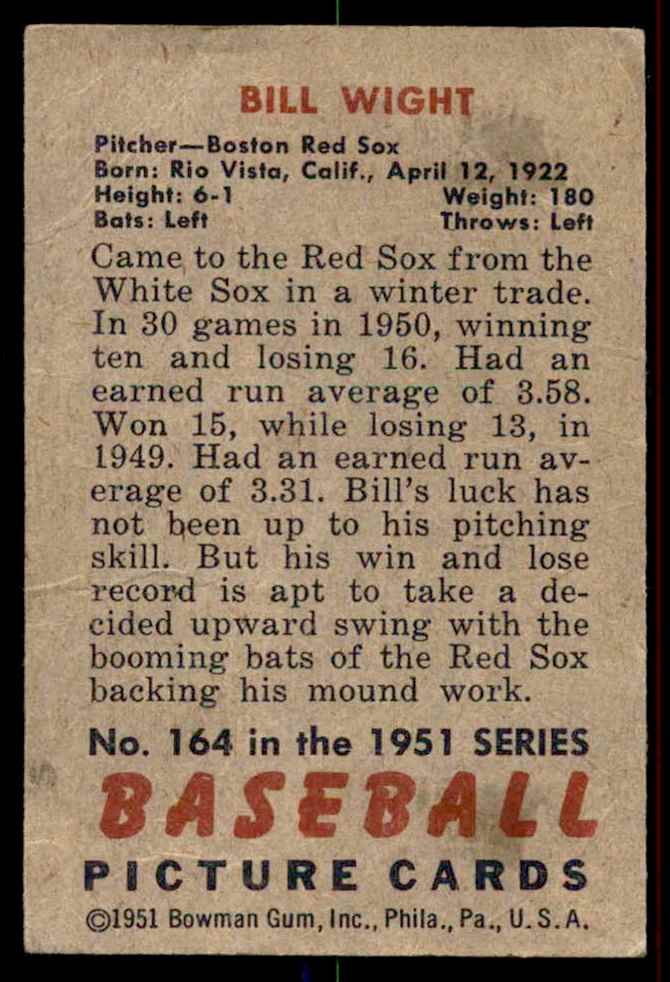 BILL WIGHT
Pitcher—Boston Red Sox
Born: Rio Vista, Calif., April 12, 1922
Height: 6-1 Weight: 180
Bats: Left Throws: Left
Came to the Red Sox from the
White Sox in a winter trade.
In 30 games in 1950, winning
ten and losing 16. Had an
earned run average of 3.58.
Won 15, while losing 13, in
1949. Had an earned run av-
erage of 3.31. Bill's luck has
not been up to his pitching
skill. But his win and lose
record is apt to take a de-
cided upward swing with the
booming bats of the Red Sox
backing his mound work.
No. 164 in the 1951 SERIES
BASEBALL
PICTURE CARDS
©1951 Bowman Gum, Inc., Phila., Pa., U.S.A.